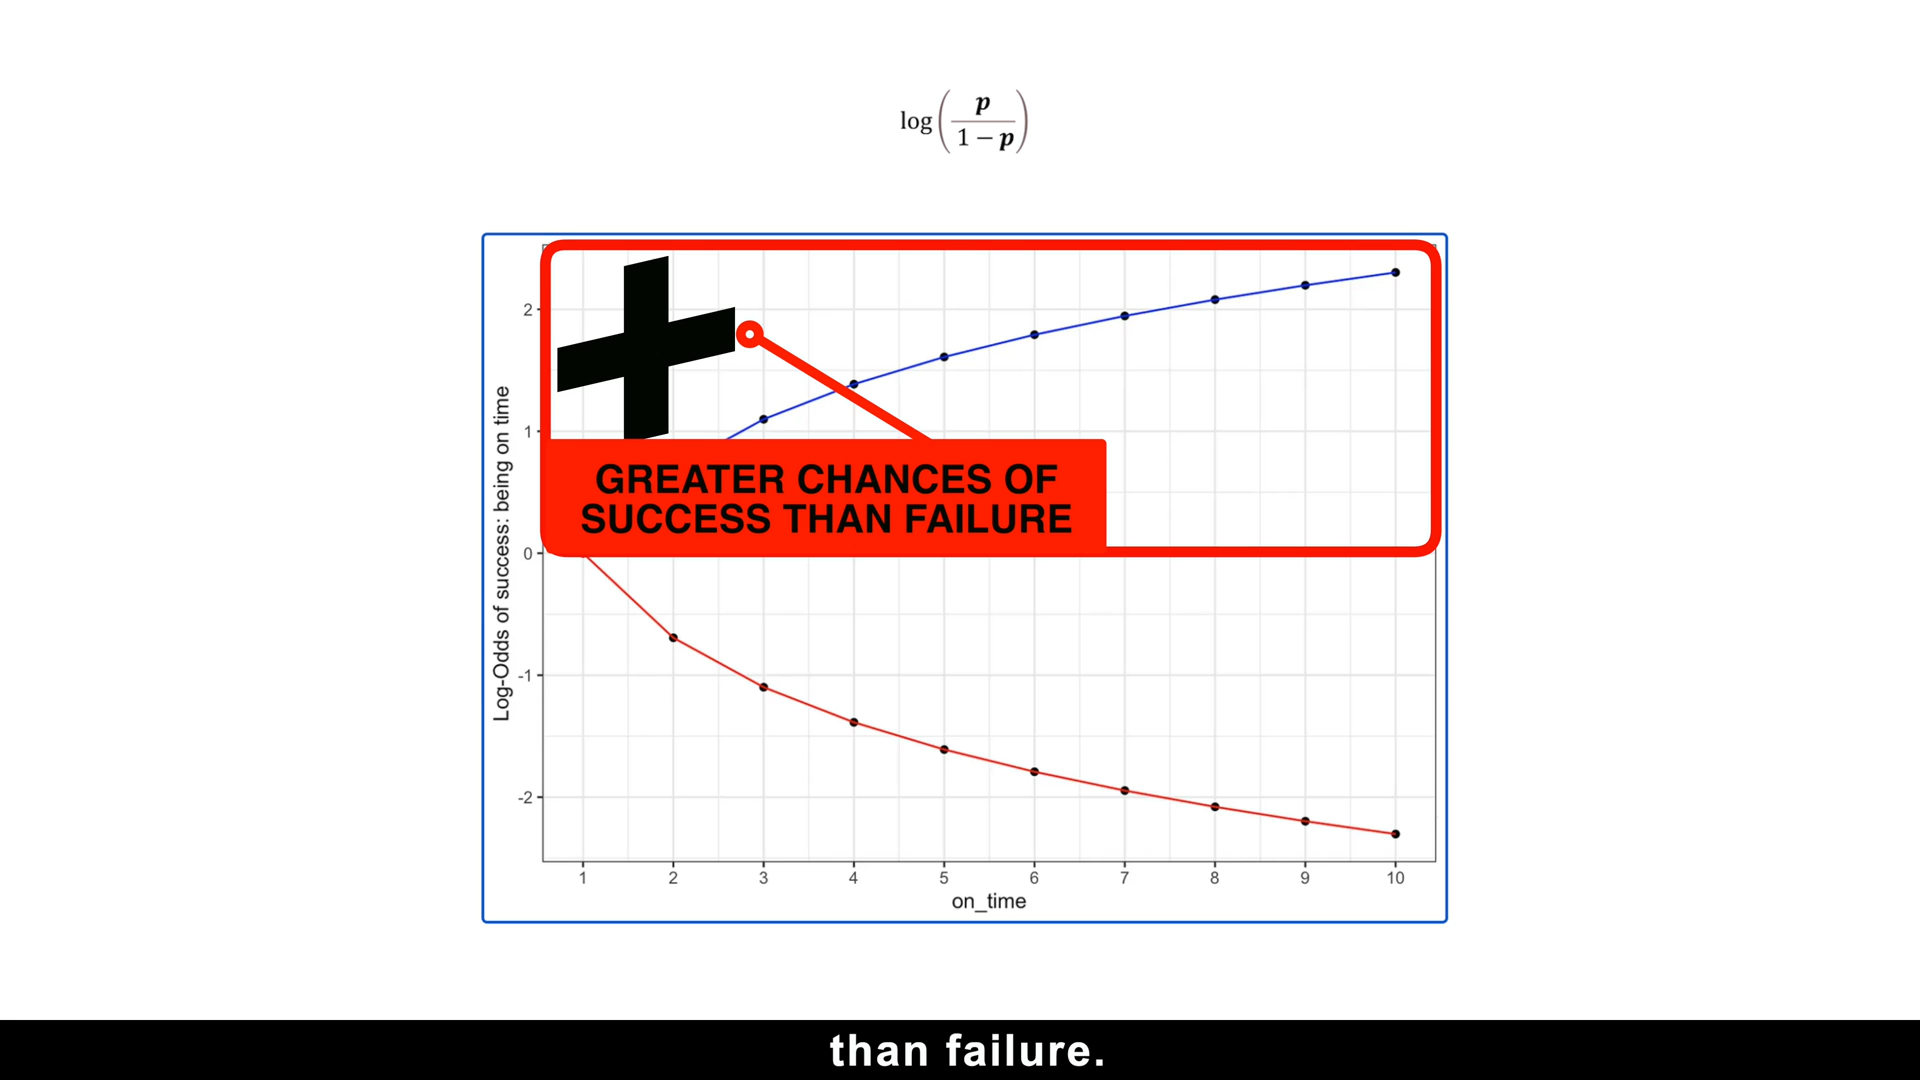 log(p / 1 − p)
2
1
0
-1
-2
Log-Odds of success: being on time
GREATER CHANCES OF
SUCCESS THAN FAILURE
1 2 3 4 5 6 7 8 9 10
on_time
than failure.